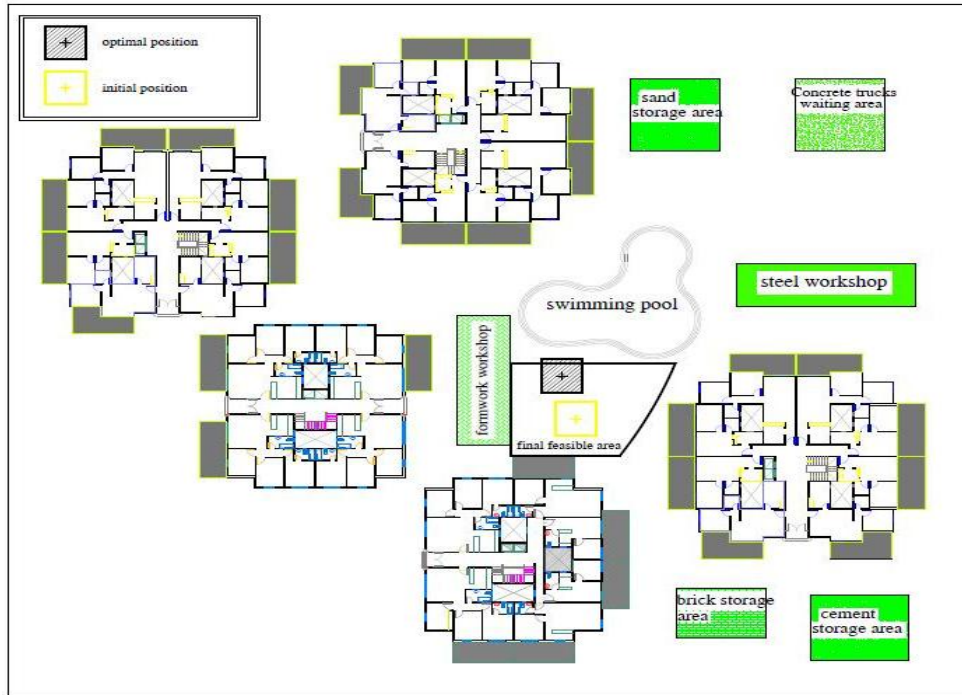 optimal position
initial position
sand
storage area
Concrete trucks
waiting area
swimming pool
steel workshop
formwork workshop
final feasible area
brick storage
area
cement
storage area